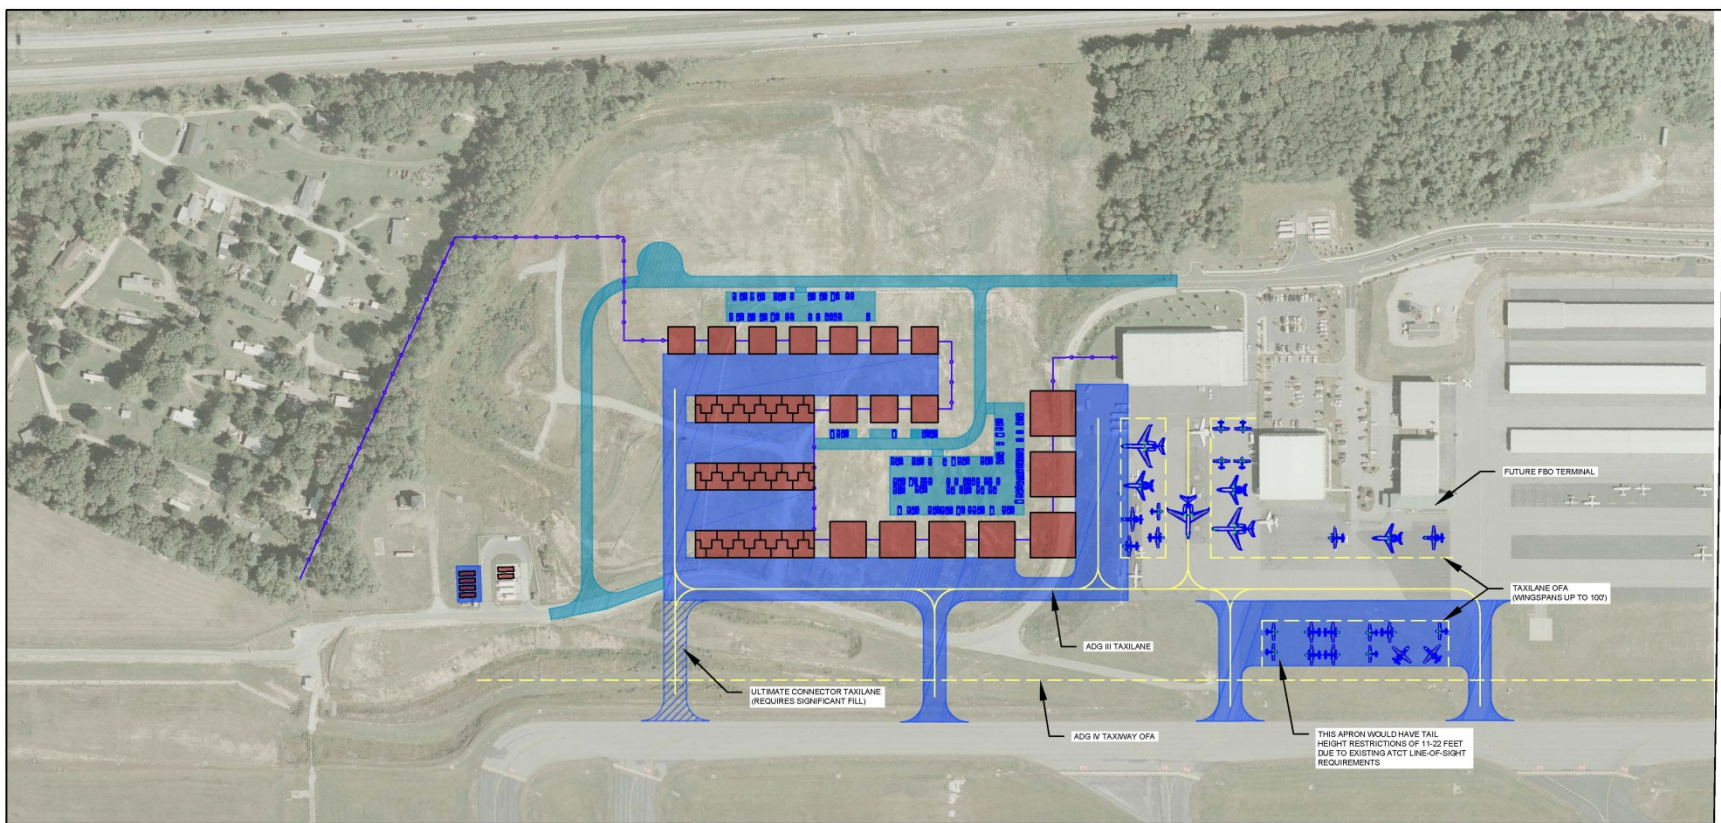 FUTURE FBO TERMINAL
TAXILANE OFA
(WINGSPANS UP TO 100')
ADG III TAXILANE
ULTIMATE CONNECTOR TAXILANE
(REQUIRES SIGNIFICANT FILL)
ADG IV TAXIWAY OFA
THIS APRON WOULD HAVE TAIL
HEIGHT RESTRICTIONS OF 11-22 FEET
DUE TO EXISTING ATCT LINE-OF-SIGHT
REQUIREMENTS